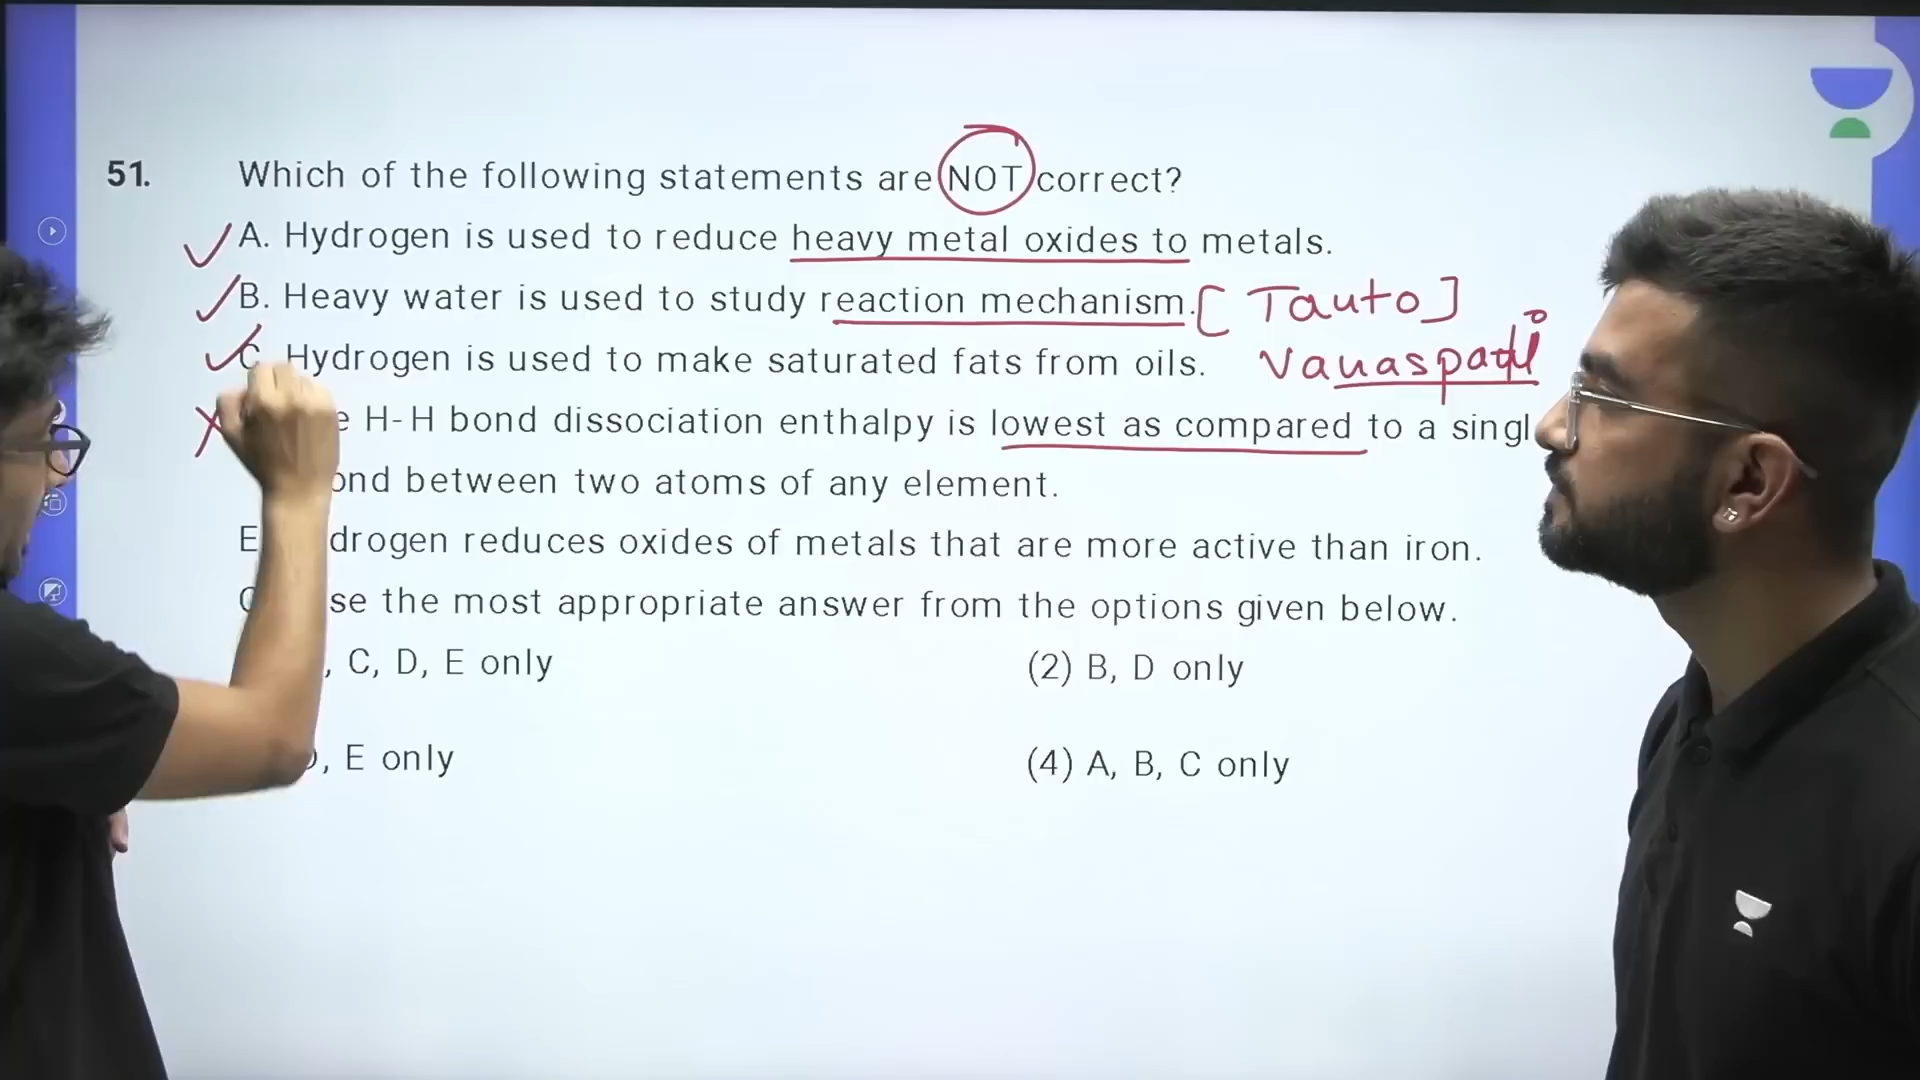 51. Which of the following statements are NOT correct?
A. Hydrogen is used to reduce heavy metal oxides to metals.
B. Heavy water is used to study reaction mechanism. [Tauto]
C. Hydrogen is used to make saturated fats from oils. Vanaspati
H-H bond dissociation enthalpy is lowest as compared to a
between two atoms of any element.
E. reduces oxides of metals that are more active than iron.
the most appropriate answer from the options given below.
, C, D, E only
(2) B, D only
, E only
(4) A, B, C only